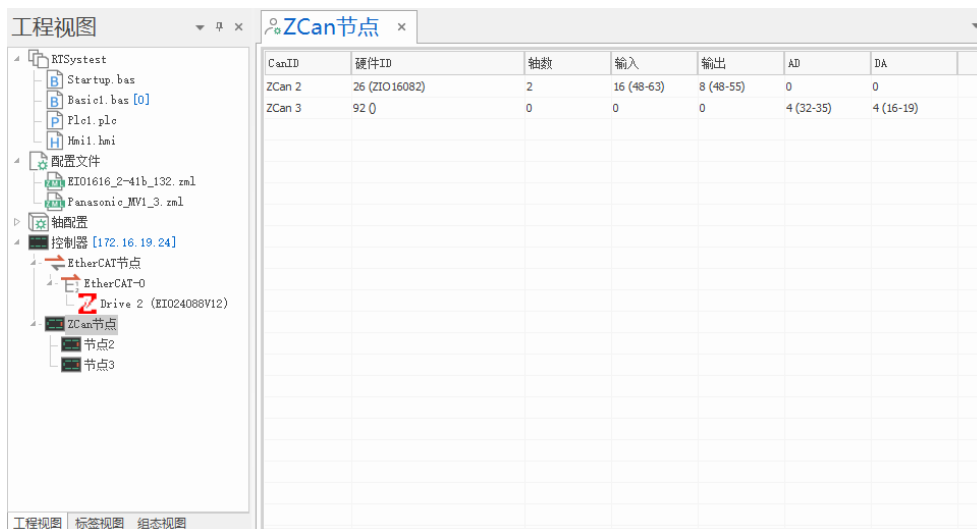 工程视图
RTSystest
Startup.bas
Basic1.bas [0]
Plc1.plc
Hmi1.hmi
配置文件
EIO1616_2-41b_132.zml
Panasonic_MV1_3.zml
轴配置
控制器 [172.16.19.24]
EtherCAT节点
EtherCAT-0
Drive 2 (EIO24088V12)
ZCan节点
节点2
节点3
工程视图 标签视图 组态视图
ZCan节点 ×
CanID 硬件ID 轴数 输入 输出 AD DA
ZCan 2 26 (ZIO16082) 2 16 (48-63) 8 (48-55) 0 0
ZCan 3 92 () 0 0 0 4 (32-35) 4 (16-19)